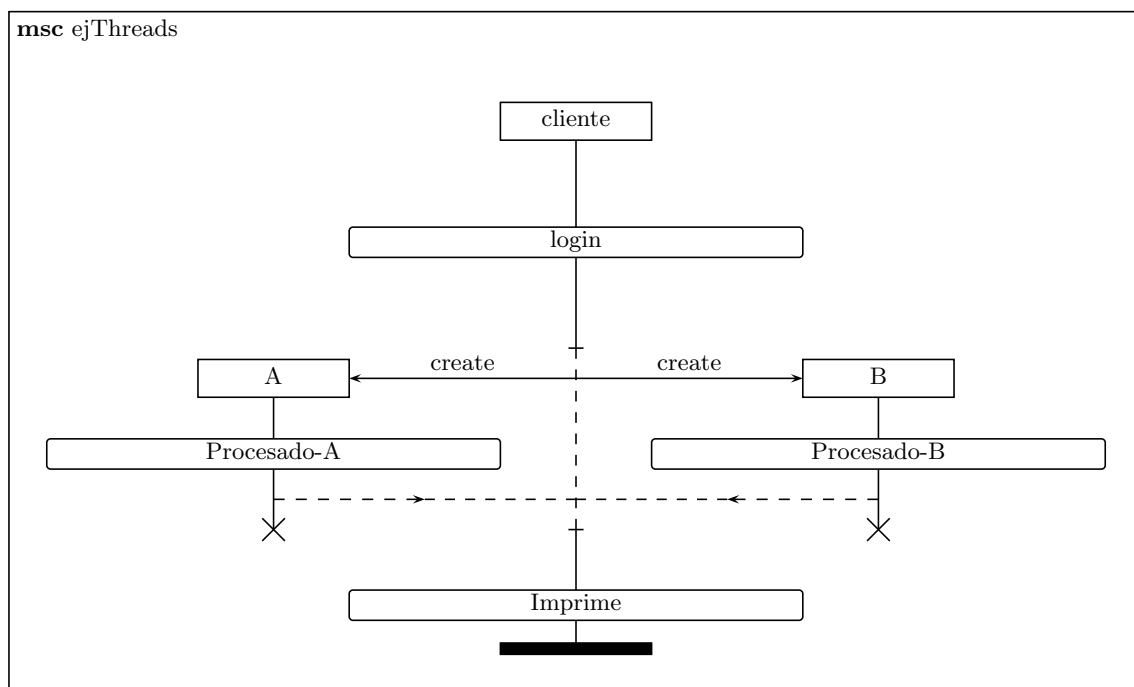 msc ejThreads
cliente
login
create create
A B
Procesado-A Procesado-B
Imprime